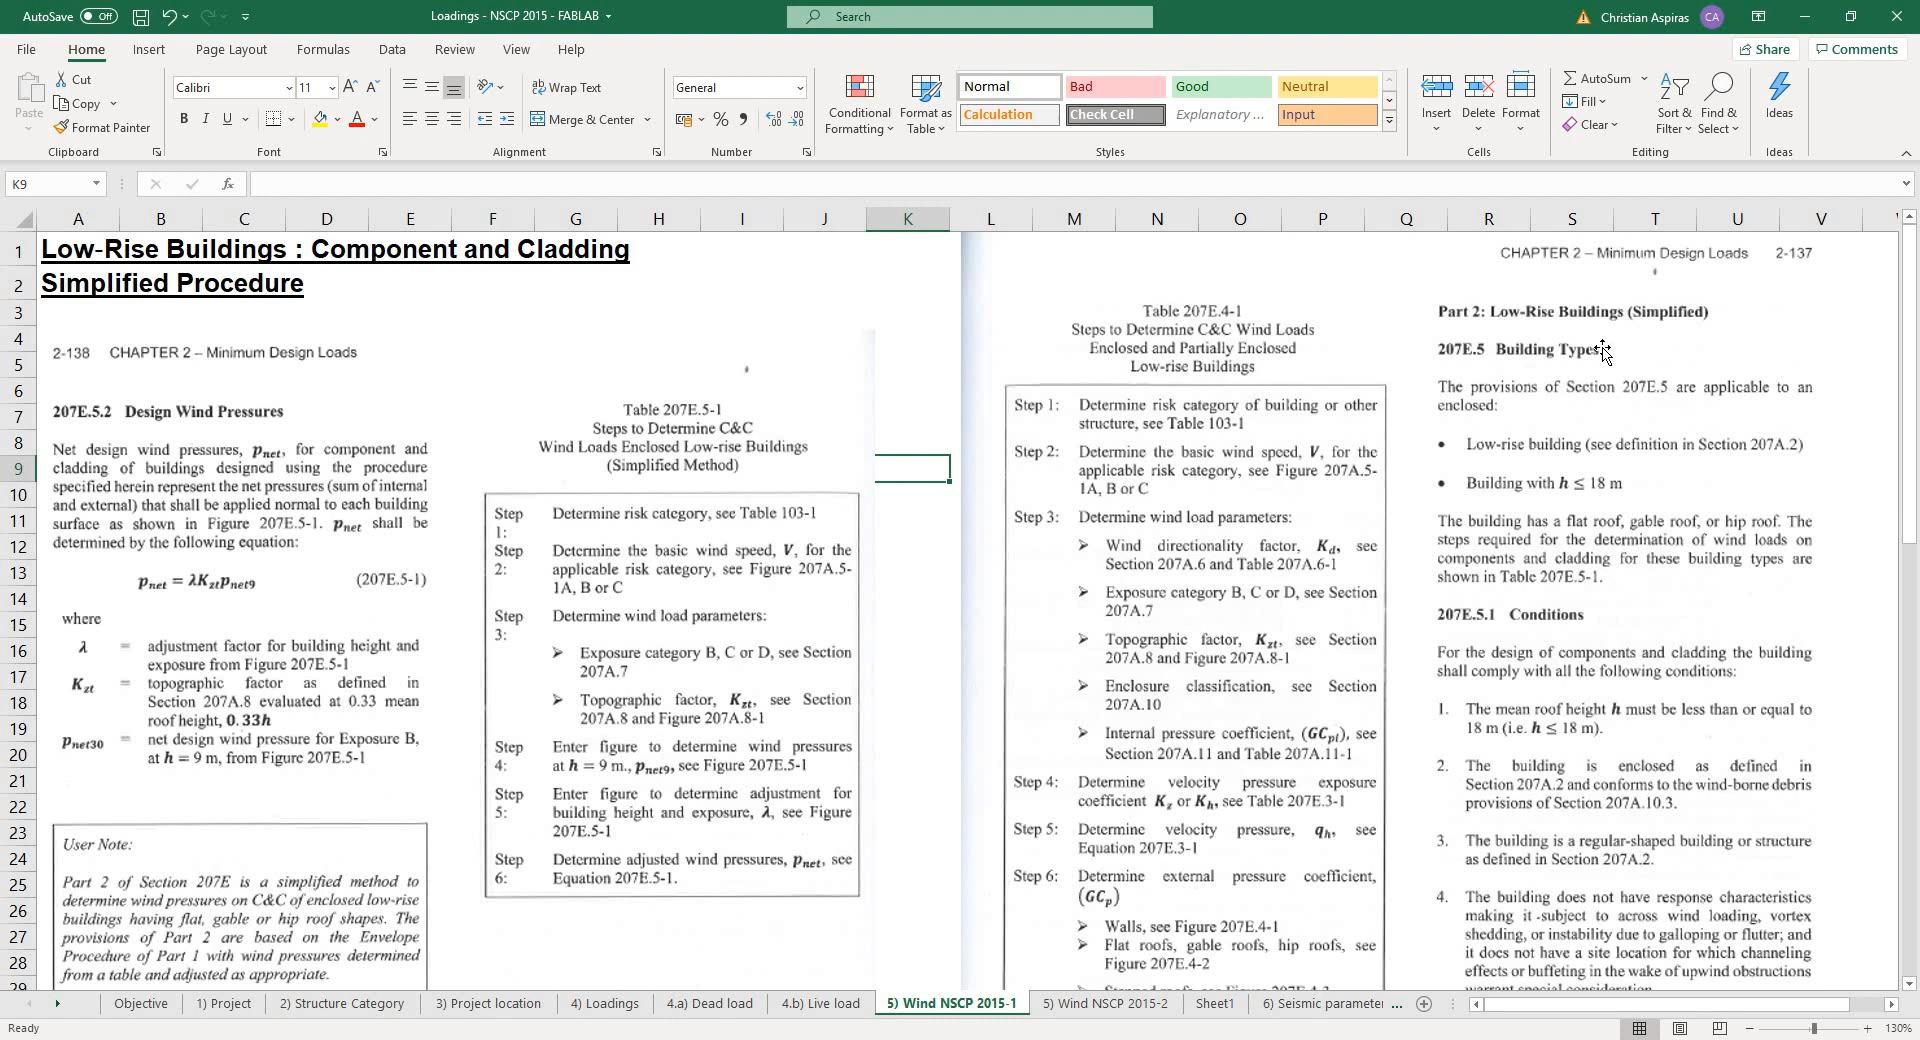 AutoSave Off
Loadings - NSCP 2015 - FABLAB
Search
Christian Aspiras CA
File Home Insert Page Layout Formulas Data Review View Help
Share Comments
Paste
Cut
Copy
Format Painter
Clipboard
Calibri 11
B I U
Font
Wrap Text
Merge & Center
Alignment
General
Number
Conditional Formatting
Format as Table
Normal Bad Good Neutral
Calculation Check Cell Explanatory ... Input
Styles
Insert Delete Format
Cells
AutoSum
Fill
Clear
Sort & Filter
Find & Select
Editing
Ideas
Ideas
K9
fx
A B C D E F G H I J K L M N O P Q R S T U V
1
2
3
4
5
6
7
8
9
10
11
12
13
14
15
16
17
18
19
20
21
22
23
24
25
26
27
28
29
Low-Rise Buildings : Component and Cladding
Simplified Procedure
2-138 CHAPTER 2 – Minimum Design Loads
207E.5.2 Design Wind Pressures
Net design wind pressures, pnet, for component and
cladding of buildings designed using the procedure
specified herein represent the net pressures (sum of internal
and external) that shall be applied normal to each building
surface as shown in Figure 207E.5-1. pnet shall be
determined by the following equation:
pnet = λKztpnet9 (207E.5-1)
where
λ = adjustment factor for building height and
exposure from Figure 207E.5-1
Kzt = topographic factor as defined in
Section 207A.8 evaluated at 0.33 mean
roof height, 0.33h
Pnet30 = net design wind pressure for Exposure B,
at h = 9 m, from Figure 207E.5-1
User Note:
Part 2 of Section 207E is a simplified method to
determine wind pressures on C&C of enclosed low-rise
buildings having flat, gable or hip roof shapes. The
provisions of Part 2 are based on the Envelope
Procedure of Part 1 with wind pressures determined
from a table and adjusted as appropriate.
Table 207E.5-1
Steps to Determine C&C
Wind Loads Enclosed Low-rise Buildings
(Simplified Method)
Step 1: Determine risk category, see Table 103-1
Step 2: Determine the basic wind speed, V, for the
applicable risk category, see Figure 207A.5-
1A, B or C
Step 3: Determine wind load parameters:
➤ Exposure category B, C or D, see Section
207A.7
➤ Topographic factor, Kzt, see Section
207A.8 and Figure 207A.8-1
Step 4: Enter figure to determine wind pressures
at h = 9 m., pnet9, see Figure 207E.5-1
Step 5: Enter figure to determine adjustment for
building height and exposure, λ, see Figure
207E.5-1
Step 6: Determine adjusted wind pressures, pnet, see
Equation 207E.5-1.
Table 207E.4-1
Steps to Determine C&C Wind Loads
Enclosed and Partially Enclosed
Low-rise Buildings
Step 1: Determine risk category of building or other
structure, see Table 103-1
Step 2: Determine the basic wind speed, V, for the
applicable risk category, see Figure 207A.5-
1A, B or C
Step 3: Determine wind load parameters:
➤ Wind directionality factor, Kd, see
Section 207A.6 and Table 207A.6-1
➤ Exposure category B, C or D, see Section
207A.7
➤ Topographic factor, Kzt, see Section
207A.8 and Figure 207A.8-1
➤ Enclosure classification, see Section
207A.10
➤ Internal pressure coefficient, (GCpi), see
Section 207A.11 and Table 207A.11-1
Step 4: Determine velocity pressure exposure
coefficient Kz or Kh, see Table 207E.3-1
Step 5: Determine velocity pressure, qh, see
Equation 207E.3-1
Step 6: Determine external pressure coefficient,
(GCp)
➤ Walls, see Figure 207E.4-1
➤ Flat roofs, gable roofs, hip roofs, see
Figure 207E.4-2
CHAPTER 2 – Minimum Design Loads 2-137
Part 2: Low-Rise Buildings (Simplified)
207E.5 Building Types
The provisions of Section 207E.5 are applicable to an
enclosed:
• Low-rise building (see definition in Section 207A.2)
• Building with h ≤ 18 m
The building has a flat roof, gable roof, or hip roof. The
steps required for the determination of wind loads on
components and cladding for these building types are
shown in Table 207E.5-1.
207E.5.1 Conditions
For the design of components and cladding the building
shall comply with all the following conditions:
1. The mean roof height h must be less than or equal to
18 m (i.e. h ≤ 18 m).
2. The building is enclosed as defined in
Section 207A.2 and conforms to the wind-borne debris
provisions of Section 207A.10.3.
3. The building is a regular-shaped building or structure
as defined in Section 207A.2.
4. The building does not have response characteristics
making it subject to across wind loading, vortex
shedding, or instability due to galloping or flutter; and
it does not have a site location for which channeling
effects or buffeting in the wake of upwind obstructions
Objective 1) Project 2) Structure Category 3) Project location 4) Loadings 4.a) Dead load 4.b) Live load 5) Wind NSCP 2015-1 5) Wind NSCP 2015-2 Sheet1 6) Seismic parameter ...
Ready
130%